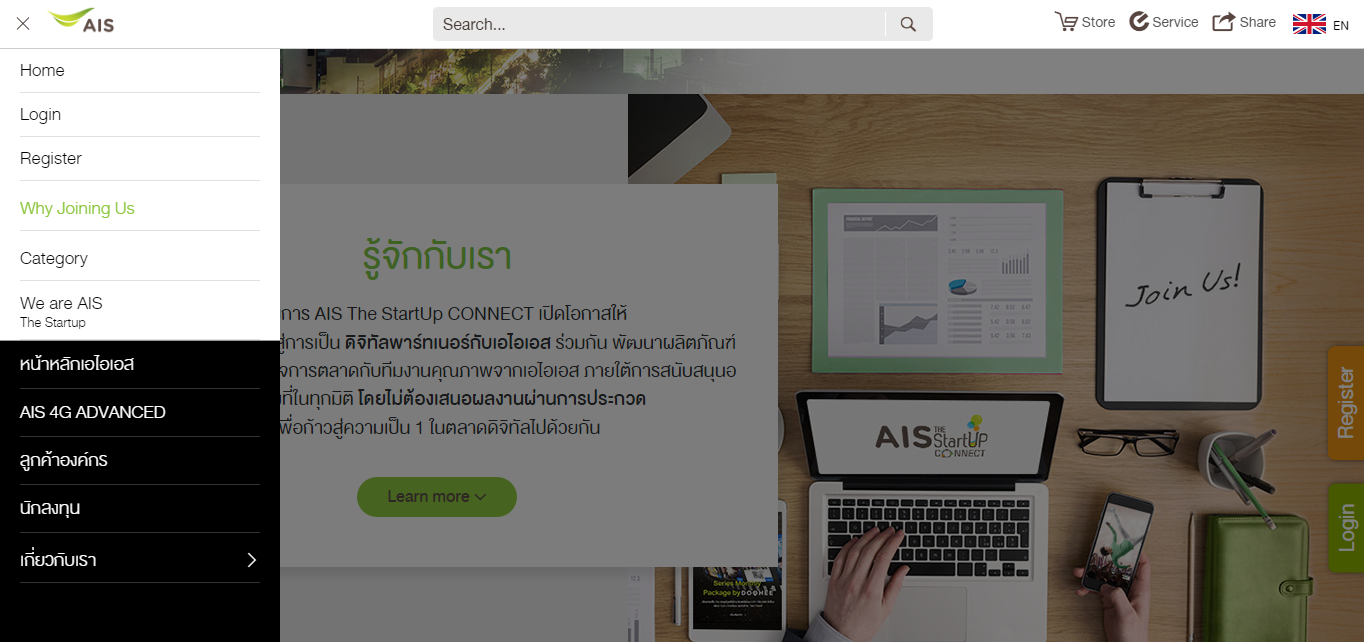 AIS
Search...
Store
Service
Share
EN
Home
Login
Register
Why Joining Us
Category
We are AIS
The Startup
หน้าหลักเอไอเอส
AIS 4G ADVANCED
ลูกค้าองค์กร
นักลงทุน
เกี่ยวกับเรา
รู้จักกับเรา
การ AIS The StartUp CONNECT เปิดโอกาสให้
สู่การเป็น ดิจิทัลพาร์ทเนอร์กับเอไอเอส ร่วมกัน พัฒนาผลิตภัณฑ์
จการตลาดกับทีมงานคุณภาพจากเอไอเอส ภายใต้การสนับสนุนอ
ที่ในทุกมิติ โดยไม่ต้องเสนอผลงานผ่านการประกวด
พื่อก้าวสู่ความเป็น 1 ในตลาดดิจิทัลไปด้วยกัน
Learn more
Join Us!
AIS THE StartUP
CONNECT
Register
Login
Series Monthly
Package by DOONEE